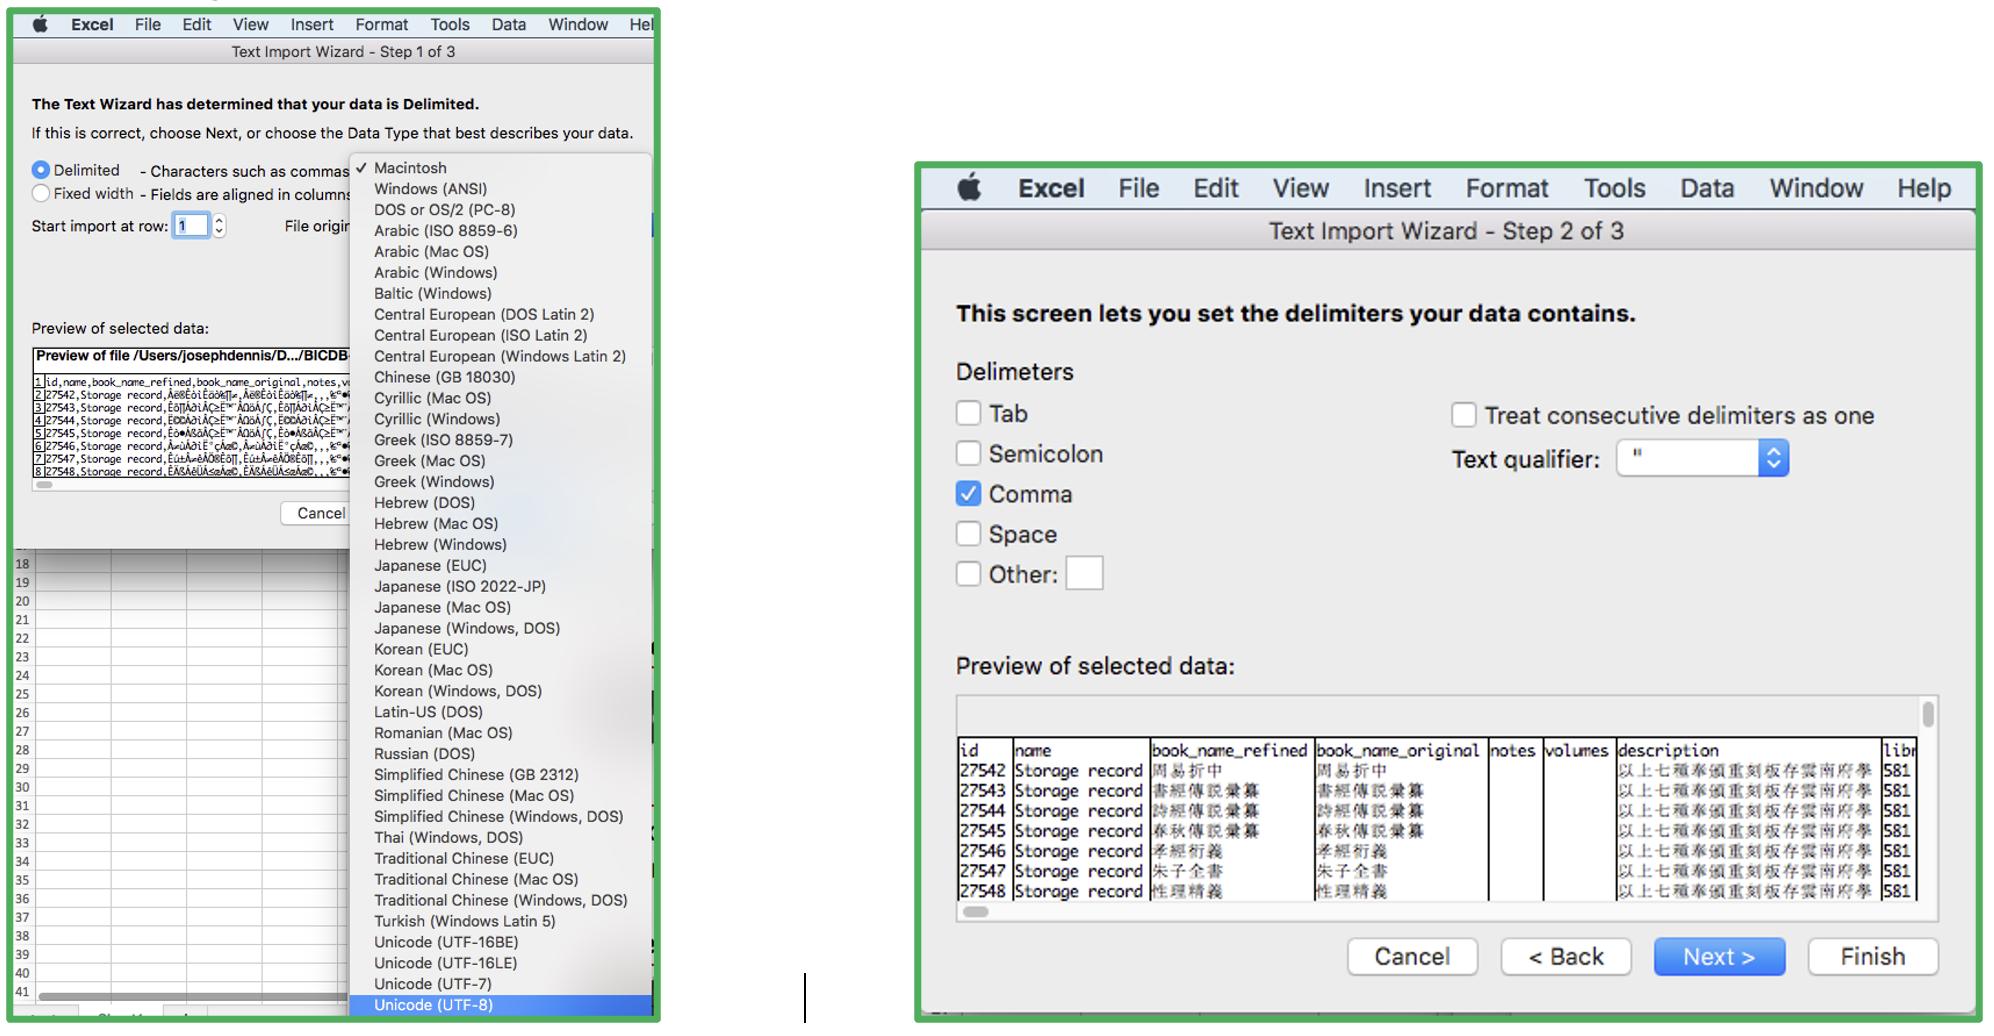 Excel File Edit View Insert Format Tools Data Window Hel
Text Import Wizard - Step 1 of 3
The Text Wizard has determined that your data is Delimited.
If this is correct, choose Next, or choose the Data Type that best describes your data.
Delimited - Characters such as commas
Fixed width - Fields are aligned in columns
Start import at row: 1 File origin
Preview of selected data:
Preview of file /Users/josephdennis/D.../BICDB
1 id,name,book_name_refined,book_name_original,notes,v
2 27542,Storage record,
3 27543,Storage record,
4 27544,Storage record,
5 27545,Storage record,
6 27546,Storage record,
7 27547,Storage record,
8 27548,Storage record,
Cancel
✓ Macintosh
Windows (ANSI)
DOS or OS/2 (PC-8)
Arabic (ISO 8859-6)
Arabic (Mac OS)
Arabic (Windows)
Baltic (Windows)
Central European (DOS Latin 2)
Central European (ISO Latin 2)
Central European (Windows Latin 2)
Chinese (GB 18030)
Cyrillic (Mac OS)
Cyrillic (Windows)
Greek (ISO 8859-7)
Greek (Mac OS)
Greek (Windows)
Hebrew (DOS)
Hebrew (Mac OS)
Hebrew (Windows)
Japanese (EUC)
Japanese (ISO 2022-JP)
Japanese (Mac OS)
Japanese (Windows, DOS)
Korean (EUC)
Korean (Mac OS)
Korean (Windows, DOS)
Latin-US (DOS)
Romanian (Mac OS)
Russian (DOS)
Simplified Chinese (GB 2312)
Simplified Chinese (Mac OS)
Simplified Chinese (Windows, DOS)
Thai (Windows, DOS)
Traditional Chinese (EUC)
Traditional Chinese (Mac OS)
Traditional Chinese (Windows, DOS)
Turkish (Windows Latin 5)
Unicode (UTF-16BE)
Unicode (UTF-16LE)
Unicode (UTF-7)
Unicode (UTF-8)
18
19
20
21
22
23
24
25
26
27
28
29
30
31
32
33
34
35
36
37
38
39
40
41
Excel File Edit View Insert Format Tools Data Window Help
Text Import Wizard - Step 2 of 3
This screen lets you set the delimiters your data contains.
Delimeters
Tab
Semicolon
Comma
Space
Other:
Treat consecutive delimiters as one
Text qualifier: "
Preview of selected data:
id name book_name_refined book_name_original notes volumes description libr
27542 Storage record 周易折中 周易折中 以上七種奉頒重刻板存雲南府學 581
27543 Storage record 書經傳説彙纂 書經傳説彙纂 以上七種奉頒重刻板存雲南府學 581
27544 Storage record 詩經傳説彙纂 詩經傳説彙纂 以上七種奉頒重刻板存雲南府學 581
27545 Storage record 春秋傳説彙纂 春秋傳説彙纂 以上七種奉頒重刻板存雲南府學 581
27546 Storage record 孝經衍義 孝經衍義 以上七種奉頒重刻板存雲南府學 581
27547 Storage record 朱子全書 朱子全書 以上七種奉頒重刻板存雲南府學 581
27548 Storage record 性理精義 性理精義 以上七種奉頒重刻板存雲南府學 581
Cancel < Back Next > Finish